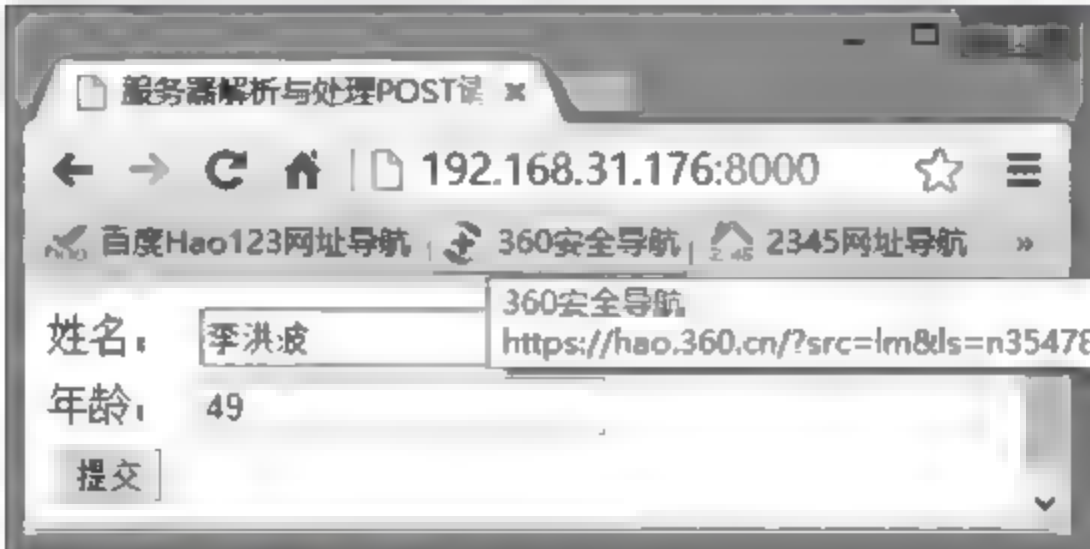 服务器解析与处理POST请
192.168.31.176:8000
百度Hao123网址导航 360安全导航 2345网址导航 »
360安全导航
姓名： 李洪波
https://hao.360.cn/?src=lm&ls=n35478
年龄： 49
提交